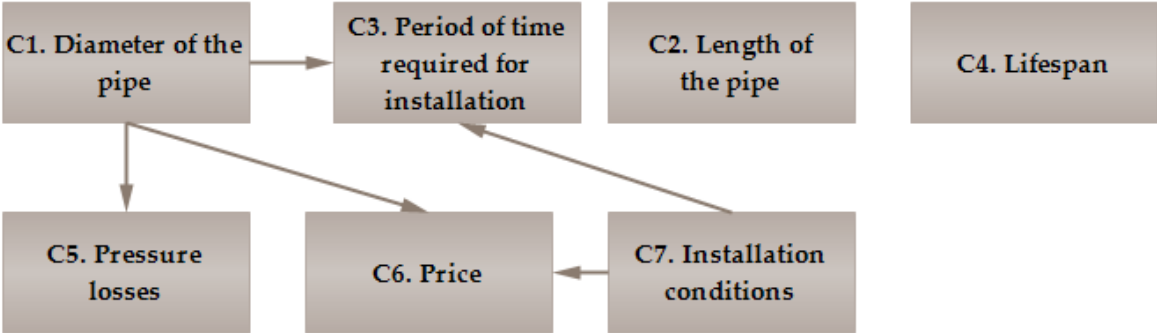 C1. Diameter of the
pipe
C3. Period of time
required for
installation
C2. Length of
the pipe
C4. Lifespan
C5. Pressure
losses
C6. Price
C7. Installation
conditions